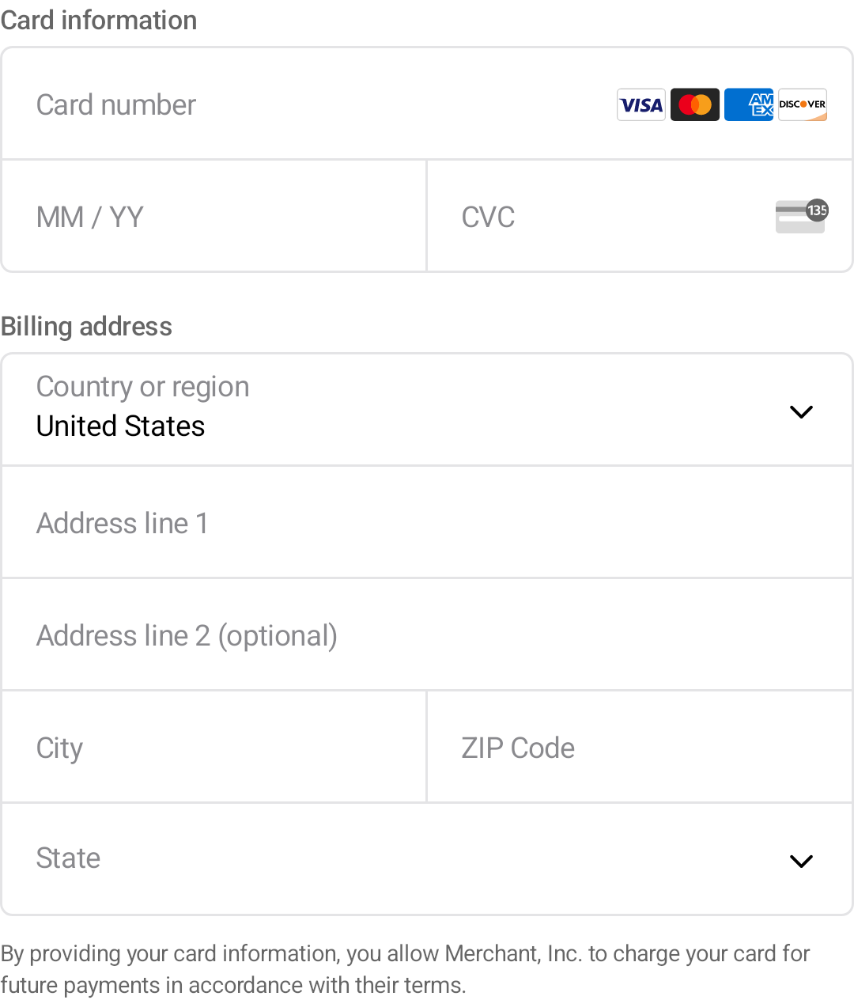 Card information
Card number VISA AMEX DISCOVER
MM / YY CVC 135
Billing address
Country or region
United States
Address line 1
Address line 2 (optional)
City ZIP Code
State
By providing your card information, you allow Merchant, Inc. to charge your card for
future payments in accordance with their terms.